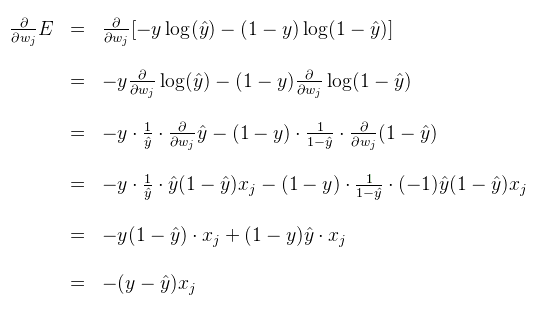 ∂/∂w_j E = ∂/∂w_j [−y log(ŷ) − (1 − y) log(1 − ŷ)]
= −y ∂/∂w_j log(ŷ) − (1 − y) ∂/∂w_j log(1 − ŷ)
= −y · 1/ŷ · ∂/∂w_j ŷ − (1 − y) · 1/(1−ŷ) · ∂/∂w_j (1 − ŷ)
= −y · 1/ŷ · ŷ(1 − ŷ)x_j − (1 − y) · 1/(1−ŷ) · (−1)ŷ(1 − ŷ)x_j
= −y(1 − ŷ) · x_j + (1 − y)ŷ · x_j
= −(y − ŷ)x_j